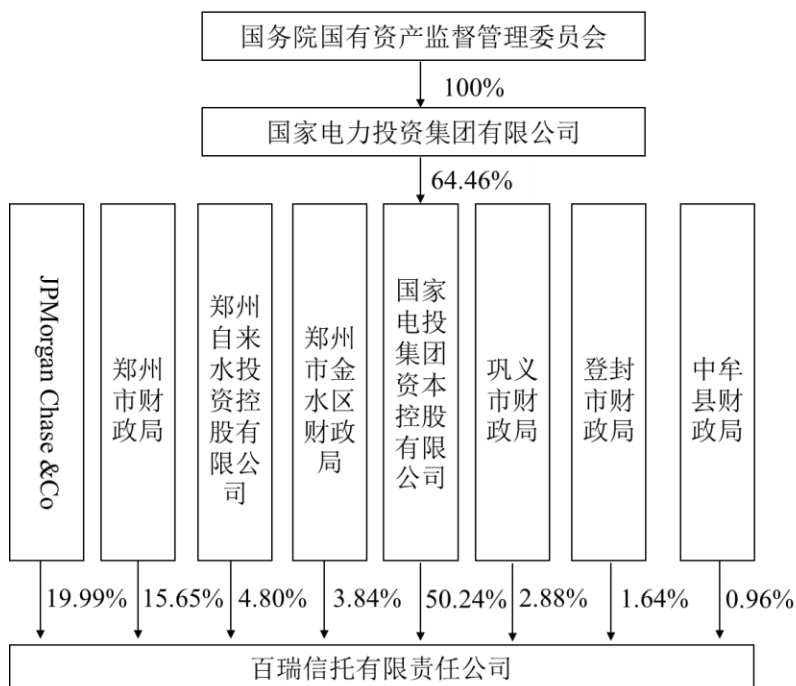 国务院国有资产监督管理委员会
100%
国家电力投资集团有限公司
64.46%
JPMorgan Chase &Co
郑州
市财
政局
郑州
自来
水投
资控
股有
限公
司
郑州
市金
水区
财政
局
国家
电投
集团
资本
控股
有限
公司
巩义
市财
政局
登封
市财
政局
中牟
县财
政局
19.99%
15.65%
4.80%
3.84%
50.24%
2.88%
1.64%
0.96%
百瑞信托有限责任公司